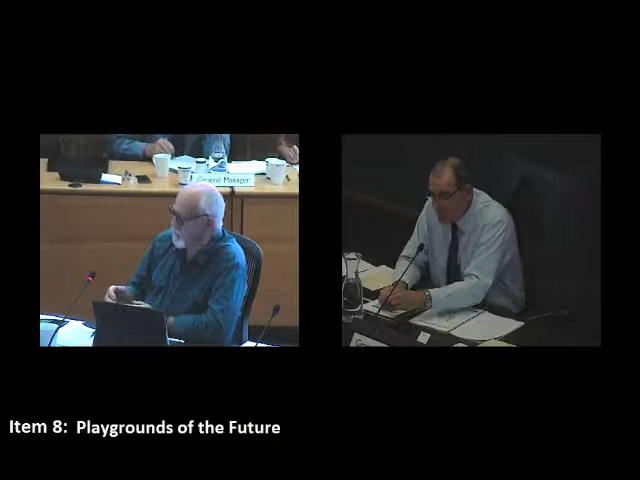 General Manager
Item 8: Playgrounds of the Future